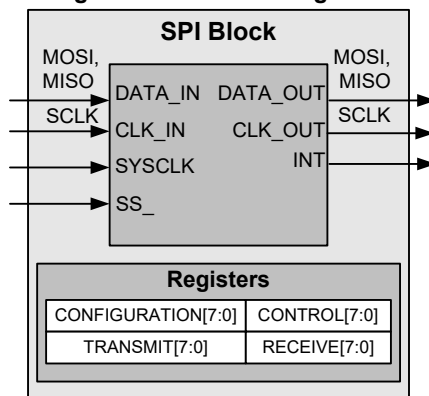 SPI Block
MOSI,
MISO
SCLK
MOSI,
MISO
SCLK
DATA_IN DATA_OUT
CLK_IN CLK_OUT
SYSCLK INT
SS_
Registers
CONFIGURATION[7:0] CONTROL[7:0]
TRANSMIT[7:0] RECEIVE[7:0]